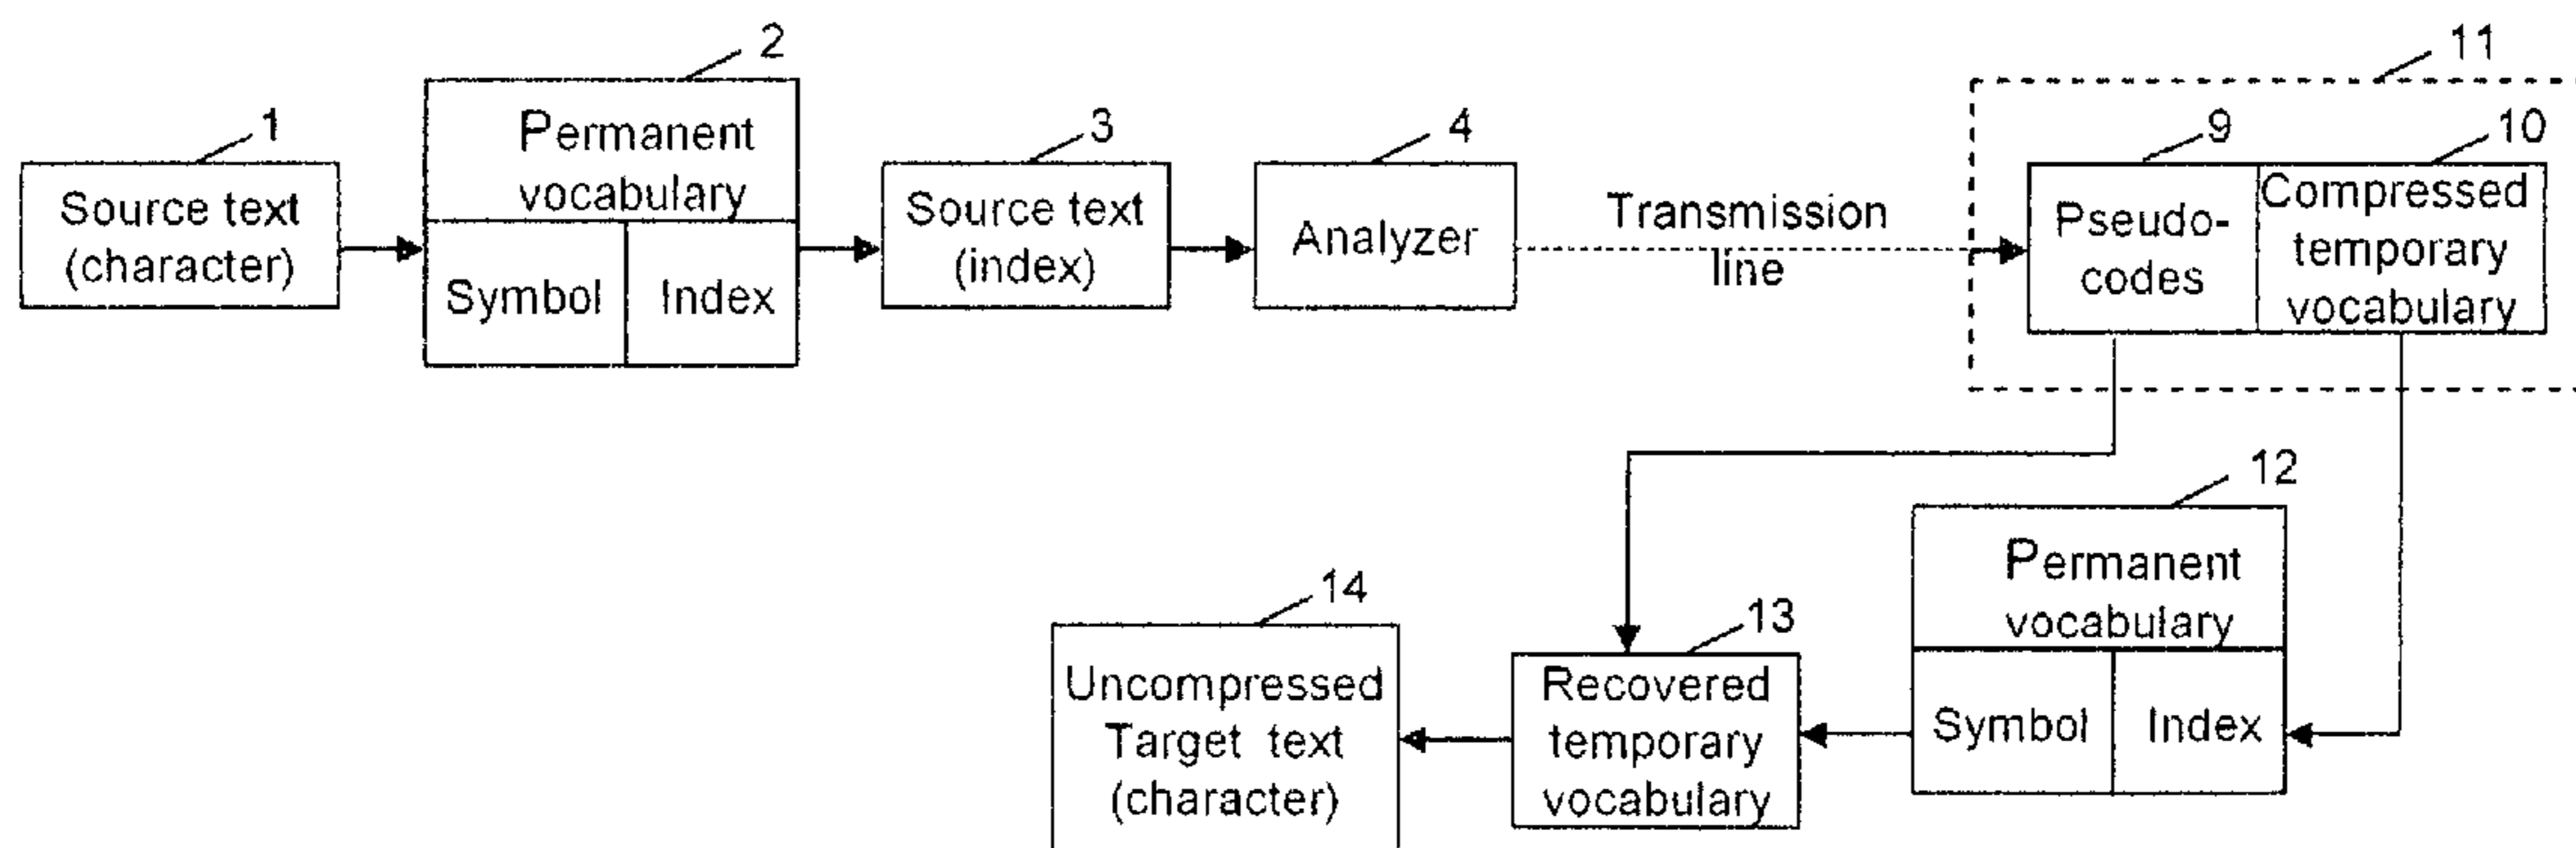 2
11
1
3
4
9
10
Permanent
vocabulary
Source text
(character)
Symbol
Index
Source text
(index)
Analyzer
Transmission
line
Pseudo-
codes
Compressed
temporary
vocabulary
12
Permanent
vocabulary
Symbol
Index
13
Recovered
temporary
vocabulary
14
Uncompressed
Target text
(character)